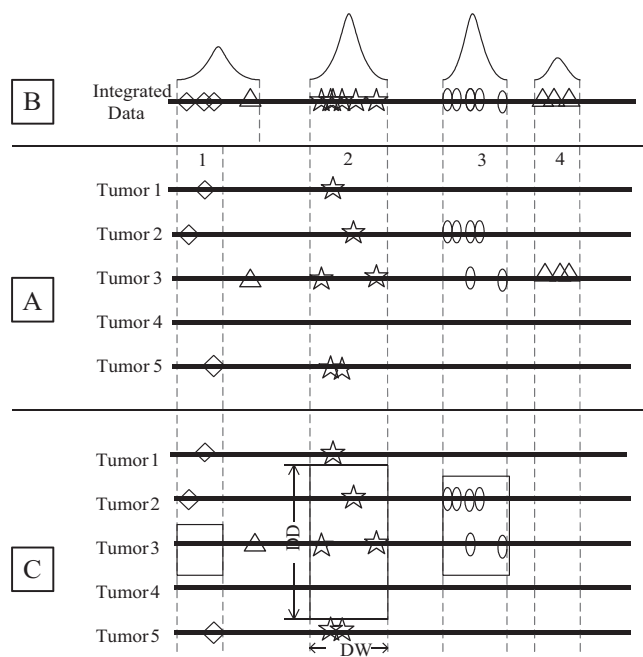 B
Integrated
Data
1 2 3 4
Tumor 1
Tumor 2
A
Tumor 3
Tumor 4
Tumor 5
Tumor 1
Tumor 2
DD
C
Tumor 3
Tumor 4
Tumor 5
DW